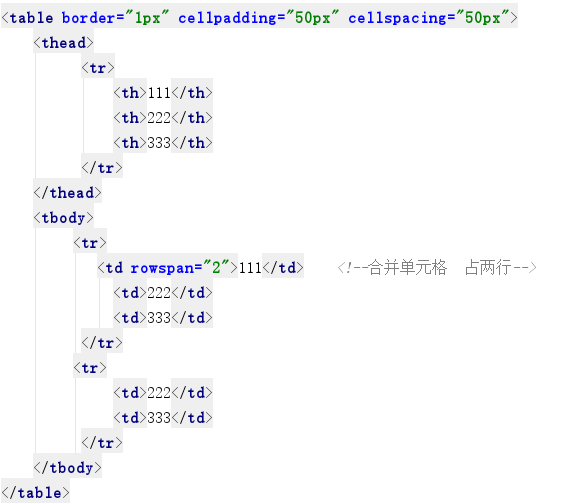 <table border="1px" cellpadding="50px" cellspacing="50px">
<thead>
<tr>
<th>111</th>
<th>222</th>
<th>333</th>
</tr>
</thead>
<tbody>
<tr>
<td rowspan="2">111</td> <!--合并单元格 占两行-->
<td>222</td>
<td>333</td>
</tr>
<tr>
<td>222</td>
<td>333</td>
</tr>
</tbody>
</table>